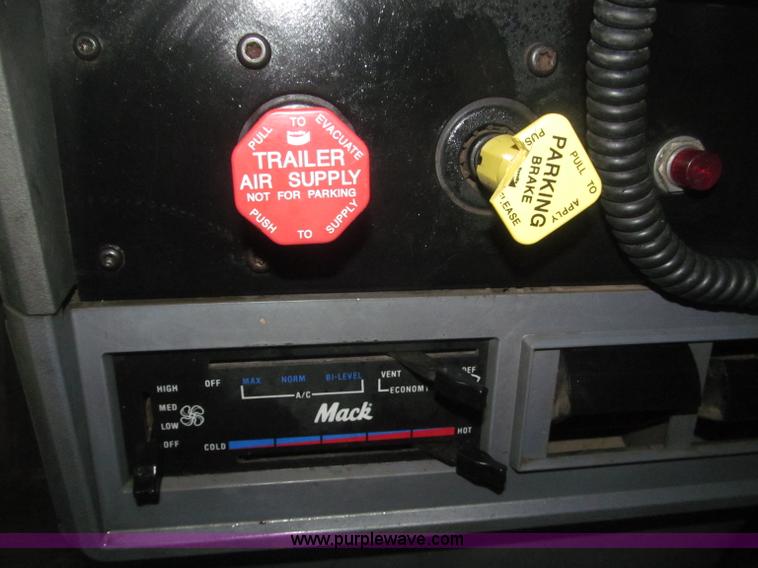 PULL TO EVACUATE
TRAILER
AIR SUPPLY
NOT FOR PARKING
PUSH TO SUPPLY
PULL TO APPLY
PARKING
BRAKE
OFF MAX NORM BI-LEVEL VENT
A/C ECONOMY
HIGH
MED
LOW
OFF
Mack
COLD HOT
www.purplewave.com